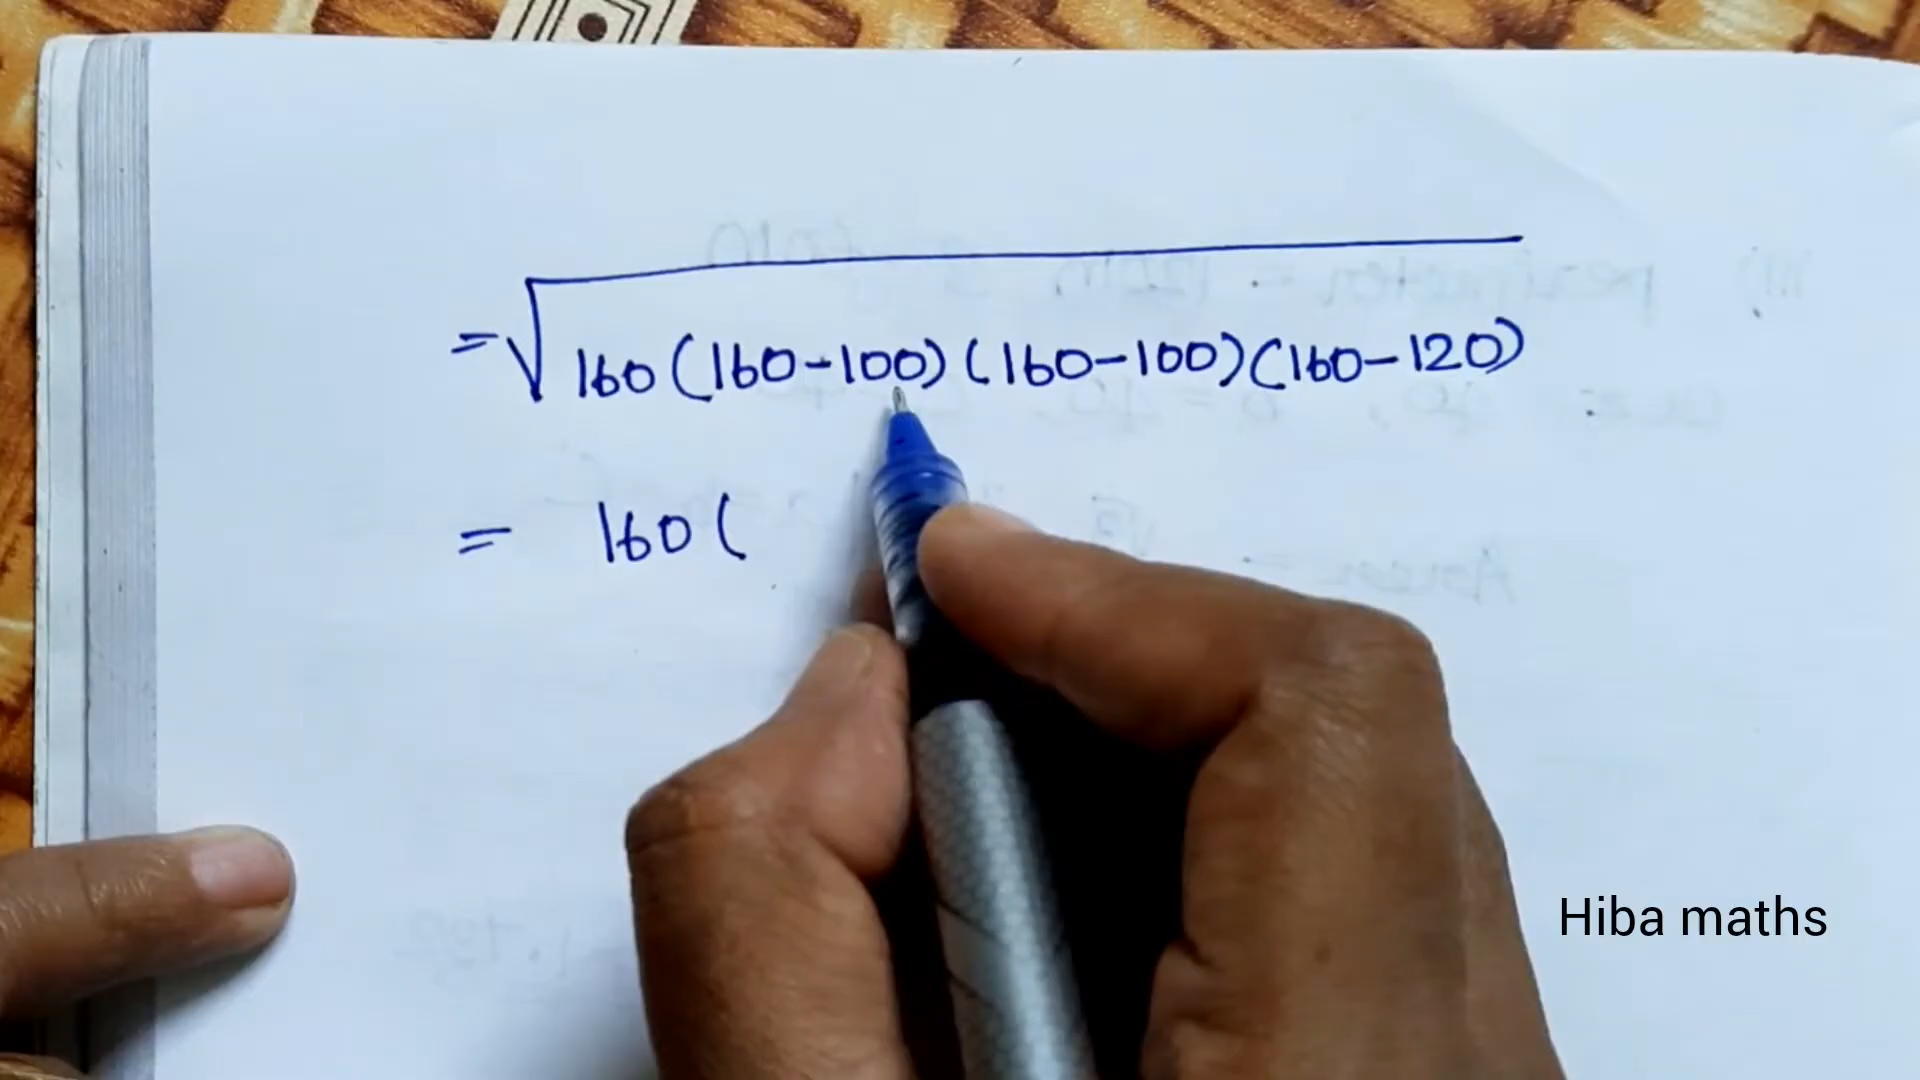 = √160(160-100)(160-100)(160-120)
= 160(
Hiba maths